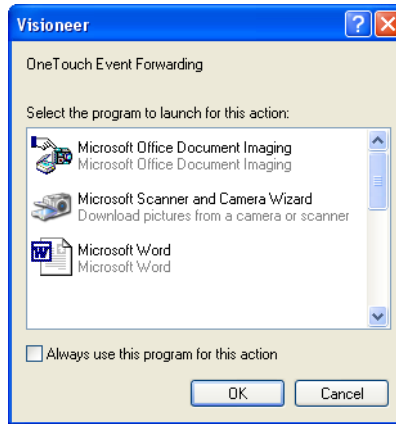 Visioneer
OneTouch Event Forwarding
Select the program to launch for this action:
Microsoft Office Document Imaging
Microsoft Office Document Imaging
Microsoft Scanner and Camera Wizard
Download pictures from a camera or scanner
Microsoft Word
Microsoft Word
Always use this program for this action
OK Cancel